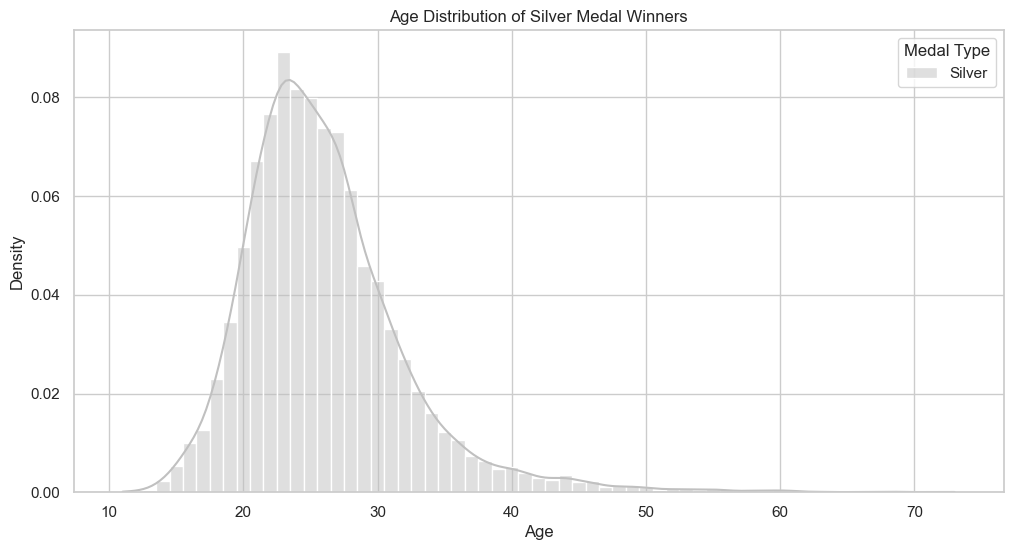 Age Distribution of Silver Medal Winners
Medal Type
Silver
Density
0.08
0.06
0.04
0.02
0.00
10 20 30 40 50 60 70
Age